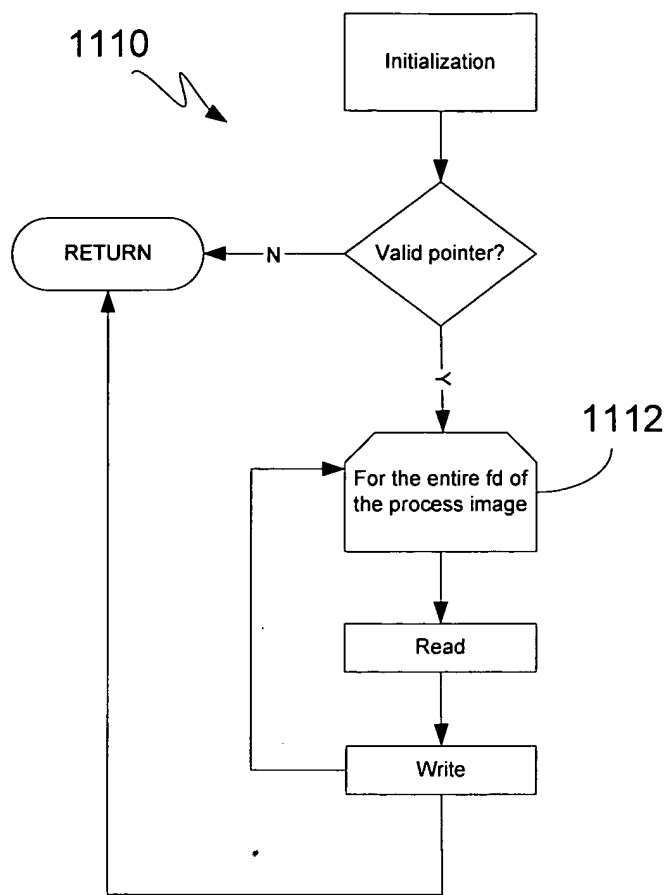 1110
Initialization
RETURN
N
Valid pointer?
Y
1112
For the entire fd of
the process image
Read
Write